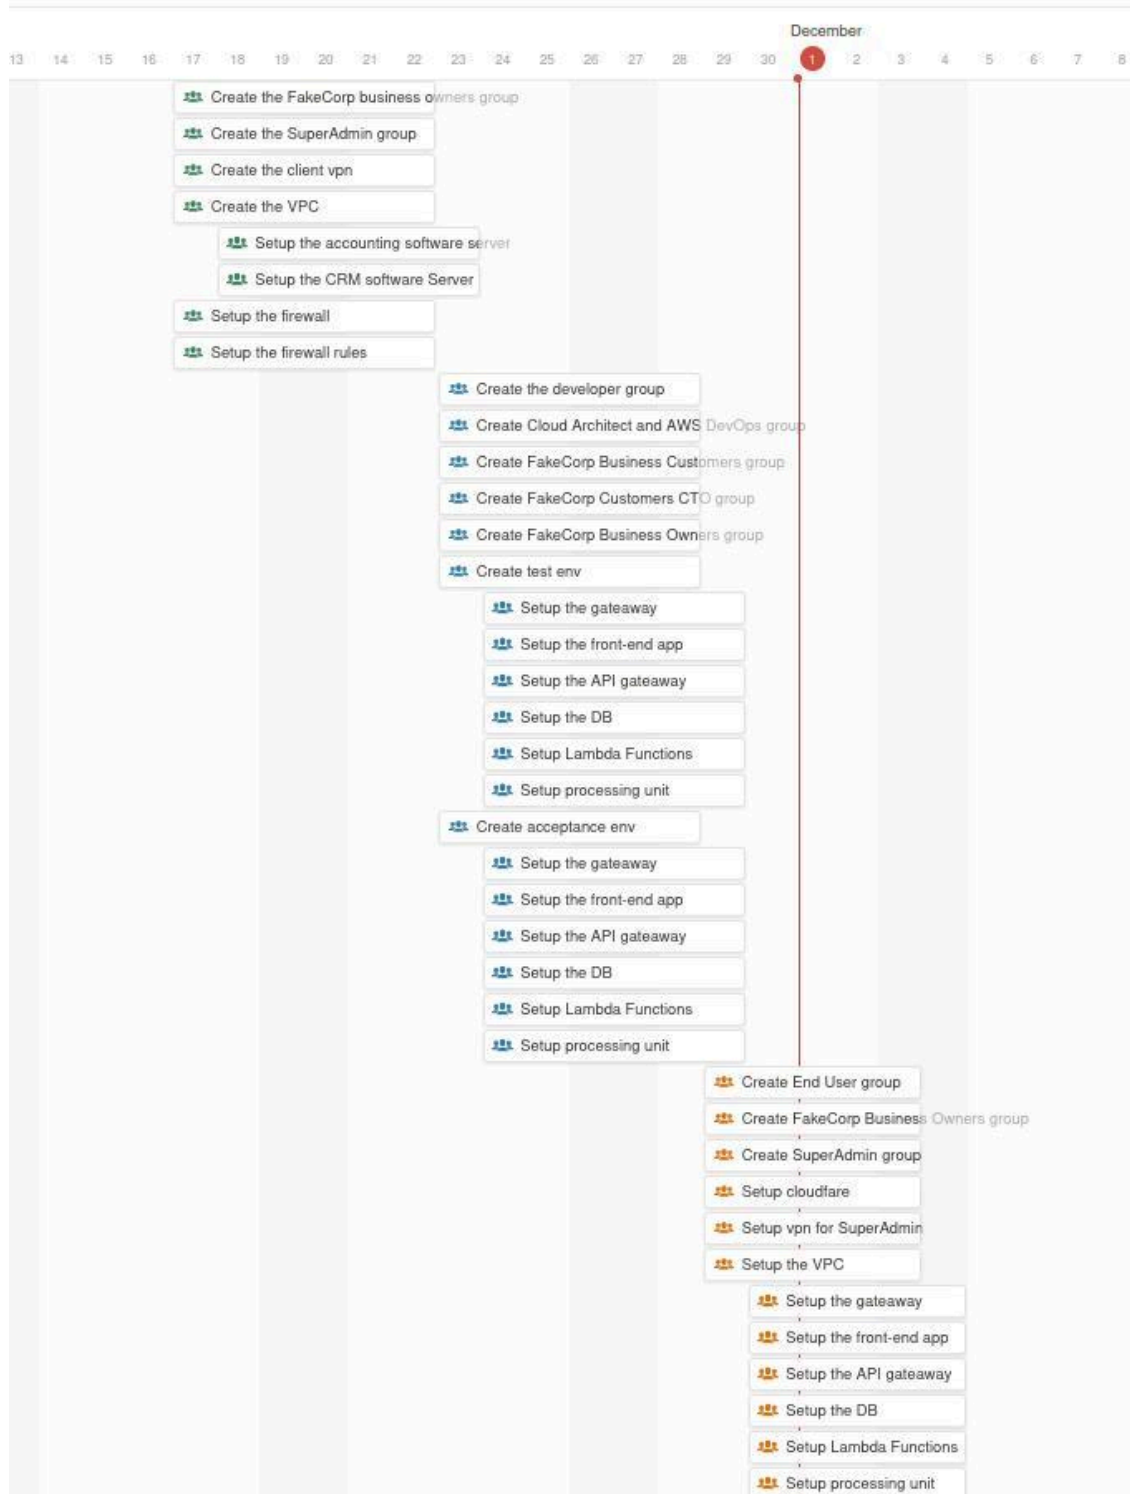 December
13 14 15 16 17 18 19 20 21 22 23 24 25 26 27 28 29 30 1 2 3 4 5 6 7 8
Create the FakeCorp business owners group
Create the SuperAdmin group
Create the client vpn
Create the VPC
Setup the accounting software server
Setup the CRM software Server
Setup the firewall
Setup the firewall rules
Create the developer group
Create Cloud Architect and AWS DevOps group
Create FakeCorp Business Customers group
Create FakeCorp Customers CTO group
Create FakeCorp Business Owners group
Create test env
Setup the gateaway
Setup the front-end app
Setup the API gateaway
Setup the DB
Setup Lambda Functions
Setup processing unit
Create acceptance env
Setup the gateaway
Setup the front-end app
Setup the API gateaway
Setup the DB
Setup Lambda Functions
Setup processing unit
Create End User group
Create FakeCorp Business Owners group
Create SuperAdmin group
Setup cloudfare
Setup vpn for SuperAdmin
Setup the VPC
Setup the gateaway
Setup the front-end app
Setup the API gateaway
Setup the DB
Setup Lambda Functions
Setup processing unit